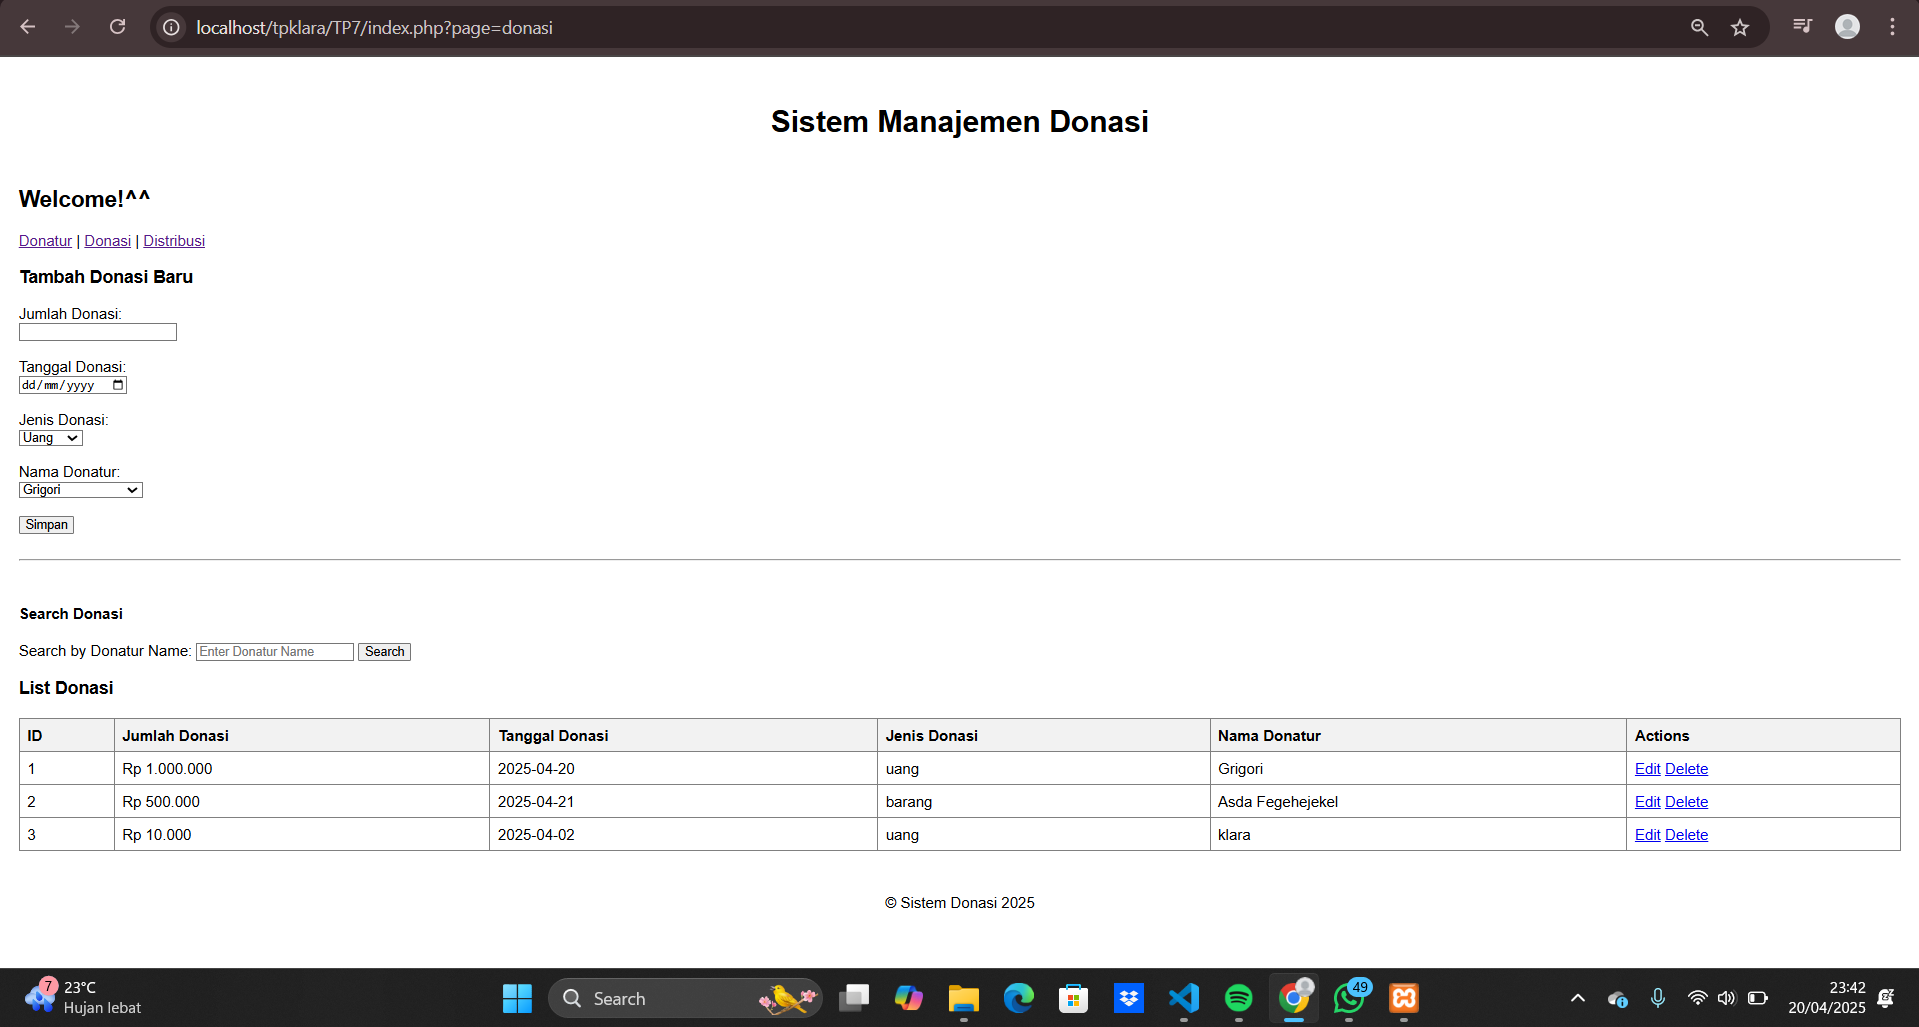 localhost/tpklara/TP7/index.php?page=donasi
Sistem Manajemen Donasi
Welcome!^^
Donatur | Donasi | Distribusi
Tambah Donasi Baru
Jumlah Donasi:
Tanggal Donasi:
dd/mm/yyyy
Jenis Donasi:
Uang
Nama Donatur:
Grigori
Simpan
Search Donasi
Search by Donatur Name: Enter Donatur Name Search
List Donasi
ID Jumlah Donasi Tanggal Donasi Jenis Donasi Nama Donatur Actions
1 Rp 1.000.000 2025-04-20 uang Grigori Edit Delete
2 Rp 500.000 2025-04-21 barang Asda Fegehejekel Edit Delete
3 Rp 10.000 2025-04-02 uang klara Edit Delete
© Sistem Donasi 2025
7 23°C
Hujan lebat
Search
49
23:42
20/04/2025